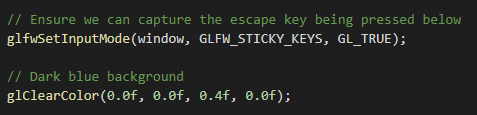 // Ensure we can capture the escape key being pressed below
glfwSetInputMode(window, GLFW_STICKY_KEYS, GL_TRUE);
// Dark blue background
glClearColor(0.0f, 0.0f, 0.4f, 0.0f);